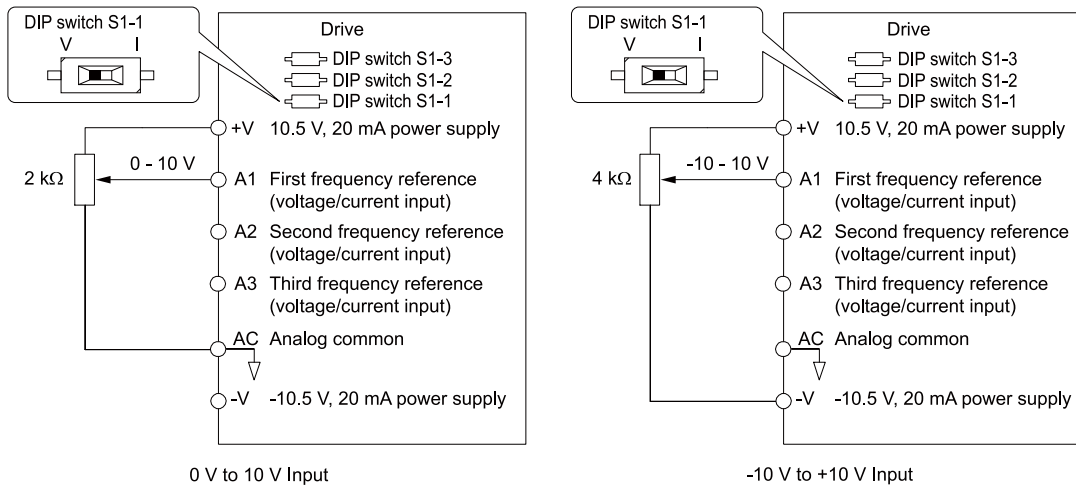 DIP switch S1-1
V I
Drive
DIP switch S1-3
DIP switch S1-2
DIP switch S1-1
+V 10.5 V, 20 mA power supply
2 kΩ
0 - 10 V
A1 First frequency reference
(voltage/current input)
A2 Second frequency reference
(voltage/current input)
A3 Third frequency reference
(voltage/current input)
AC Analog common
-V -10.5 V, 20 mA power supply
0 V to 10 V Input
DIP switch S1-1
V I
Drive
DIP switch S1-3
DIP switch S1-2
DIP switch S1-1
+V 10.5 V, 20 mA power supply
4 kΩ
-10 - 10 V
A1 First frequency reference
(voltage/current input)
A2 Second frequency reference
(voltage/current input)
A3 Third frequency reference
(voltage/current input)
AC Analog common
-V -10.5 V, 20 mA power supply
-10 V to +10 V Input